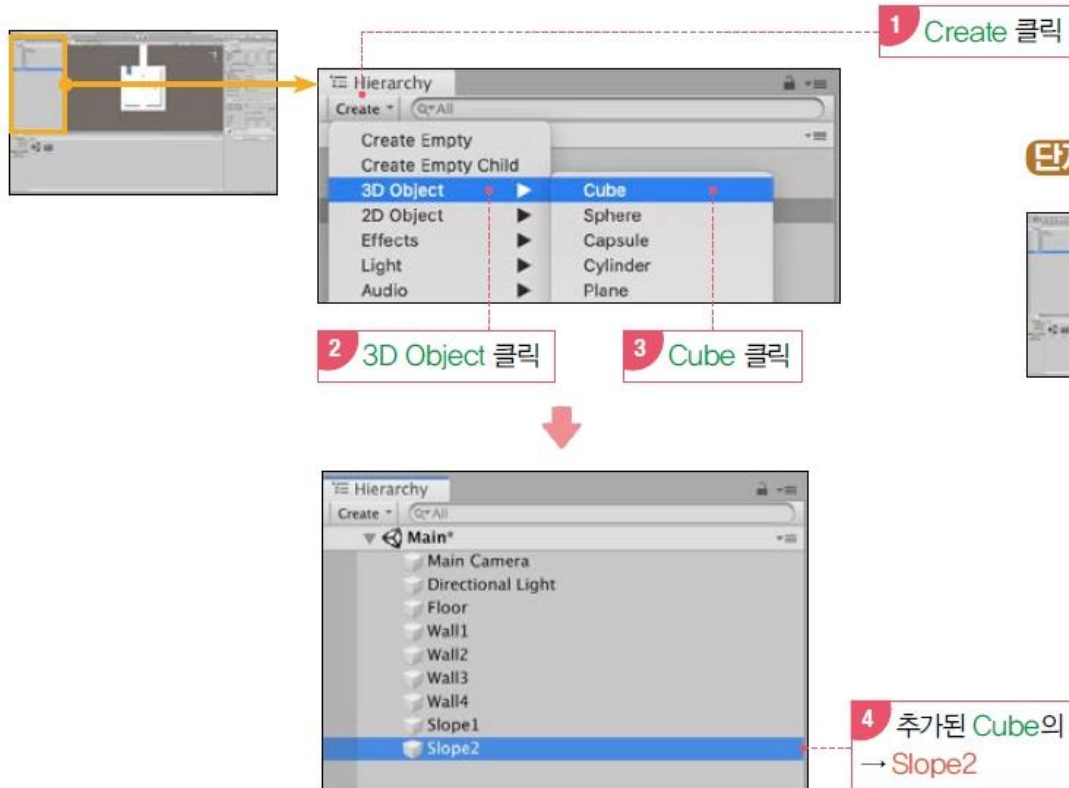 1 Create 클릭
Hierarchy
Create All
Create Empty
Create Empty Child
3D Object
Cube
2D Object
Sphere
Effects
Capsule
Light
Cylinder
Audio
Plane
2 3D Object 클릭
3 Cube 클릭
Hierarchy
Create All
Main*
Main Camera
Directional Light
Floor
Wall1
Wall2
Wall3
Wall4
Slope1
Slope2
4 추가된 Cube의
→ Slope2